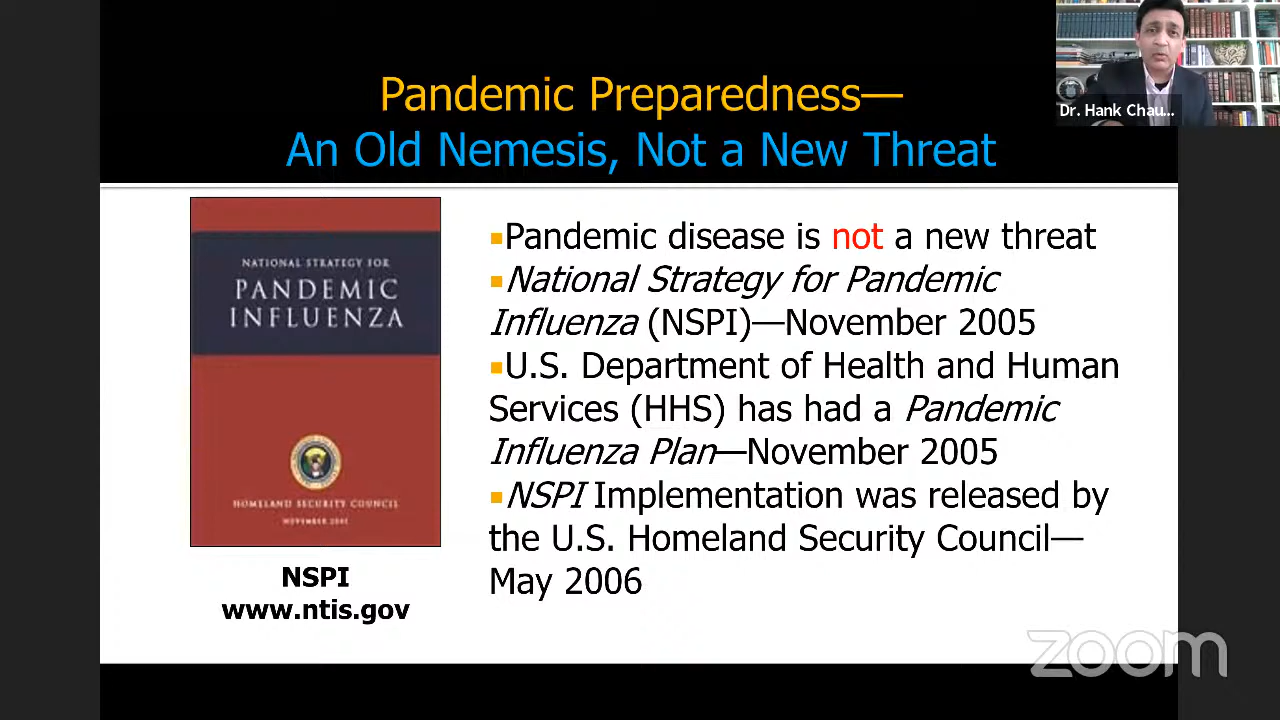 Pandemic Preparedness—
An Old Nemesis, Not a New Threat
Dr. Hank Chau...
NATIONAL STRATEGY FOR
PANDEMIC
INFLUENZA
HOMELAND SECURITY COUNCIL
NOVEMBER 2005
NSPI
www.ntis.gov
Pandemic disease is not a new threat
National Strategy for Pandemic
Influenza (NSPI)—November 2005
U.S. Department of Health and Human
Services (HHS) has had a Pandemic
Influenza Plan—November 2005
NSPI Implementation was released by
the U.S. Homeland Security Council—
May 2006
zoom